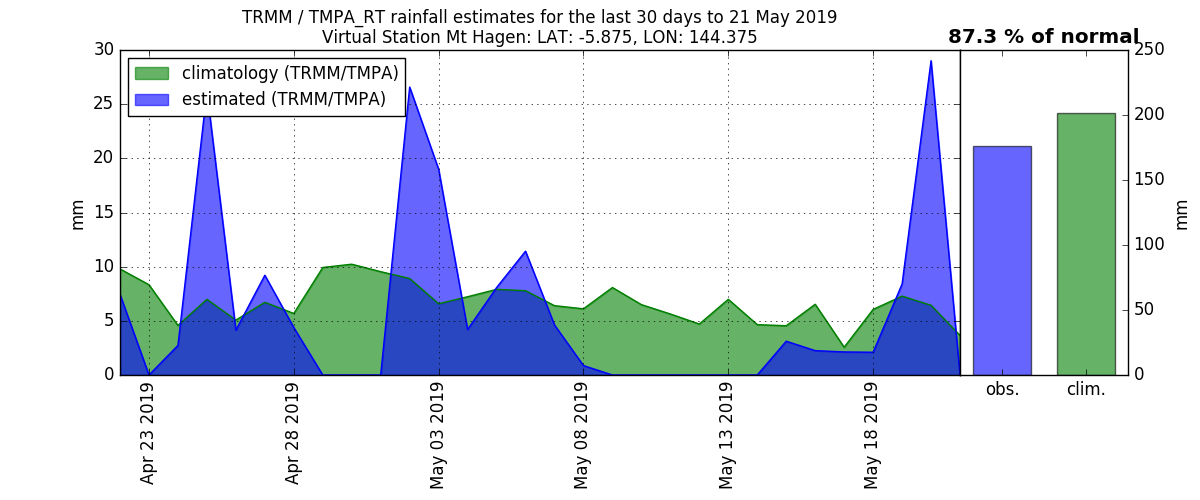 TRMM / TMPA_RT rainfall estimates for the last 30 days to 21 May 2019
Virtual Station Mt Hagen: LAT: -5.875, LON: 144.375
87.3 % of normal
climatology (TRMM/TMPA)
estimated (TRMM/TMPA)
30
25
20
15
10
5
0
mm
250
200
150
100
50
0
mm
Apr 23 2019
Apr 28 2019
May 03 2019
May 08 2019
May 13 2019
May 18 2019
obs.
clim.